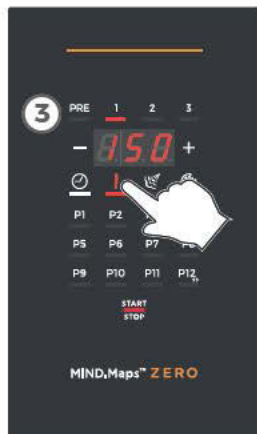 3
PRE 1 2 3
- 150 +
P1 P2
P5 P6 P7
P9 P10 P11 P12
START
STOP
MIND.Maps™ ZERO